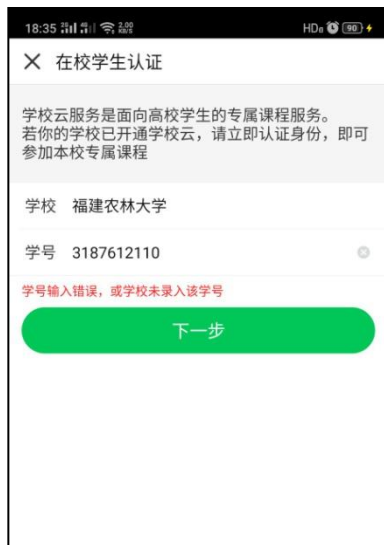 18:35 2.00 KB/s HD 90
在校学生认证
学校云服务是面向高校学生的专属课程服务。
若你的学校已开通学校云，请立即认证身份，即可
参加本校专属课程
学校 福建农林大学
学号 3187612110
学号输入错误，或学校未录入该学号
下一步